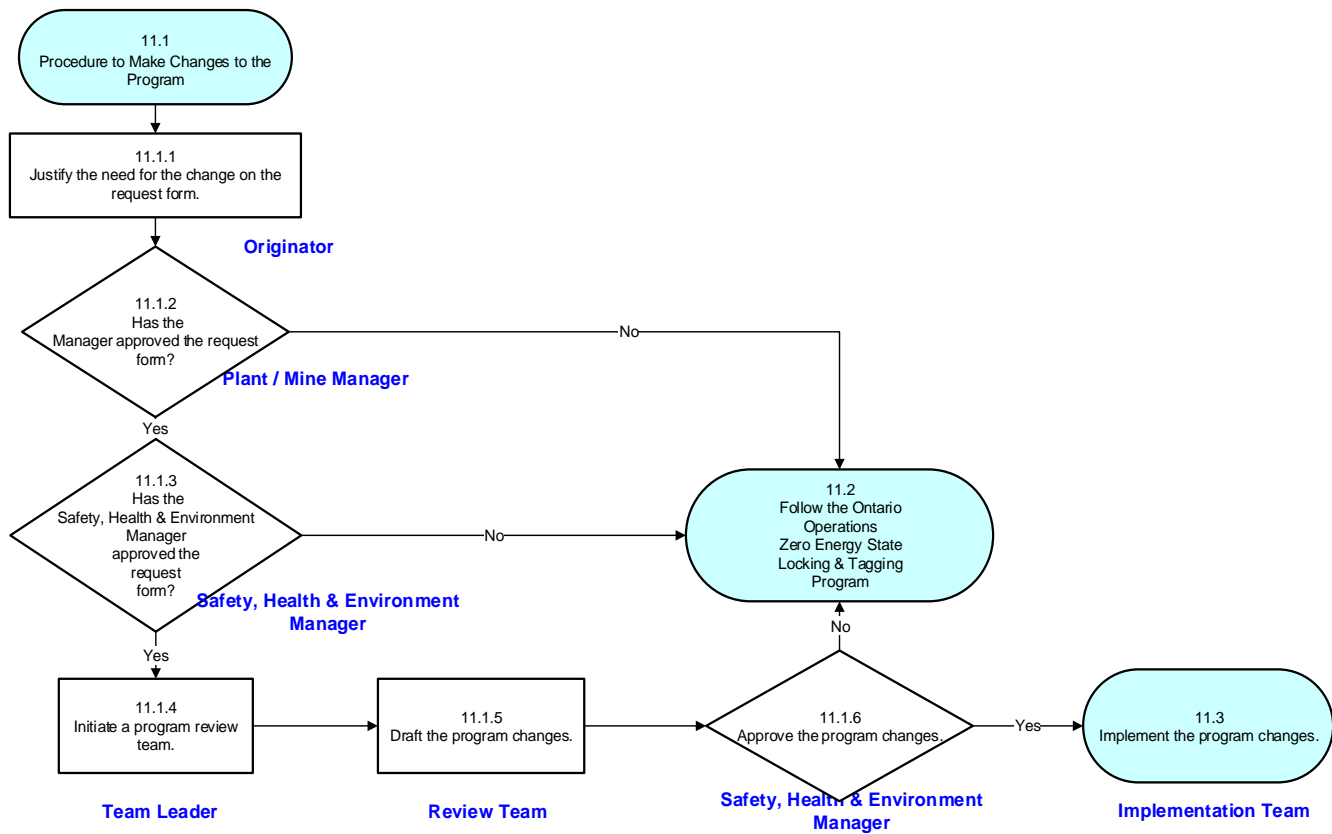 11.1
Procedure to Make Changes to the
Program
11.1.1
Justify the need for the change on the
request form.
Originator
11.1.2
Has the
Manager approved the request
form?
No
Plant / Mine Manager
Yes
11.1.3
Has the
Safety, Health & Environment
Manager
approved the
request
form?
No
11.2
Follow the Ontario
Operations
Zero Energy State
Locking & Tagging
Program
Safety, Health & Environment
Manager
Yes
No
11.1.4
Initiate a program review
team.
11.1.5
Draft the program changes.
11.1.6
Approve the program changes.
Yes
11.3
Implement the program changes.
Team Leader
Review Team
Safety, Health & Environment
Manager
Implementation Team